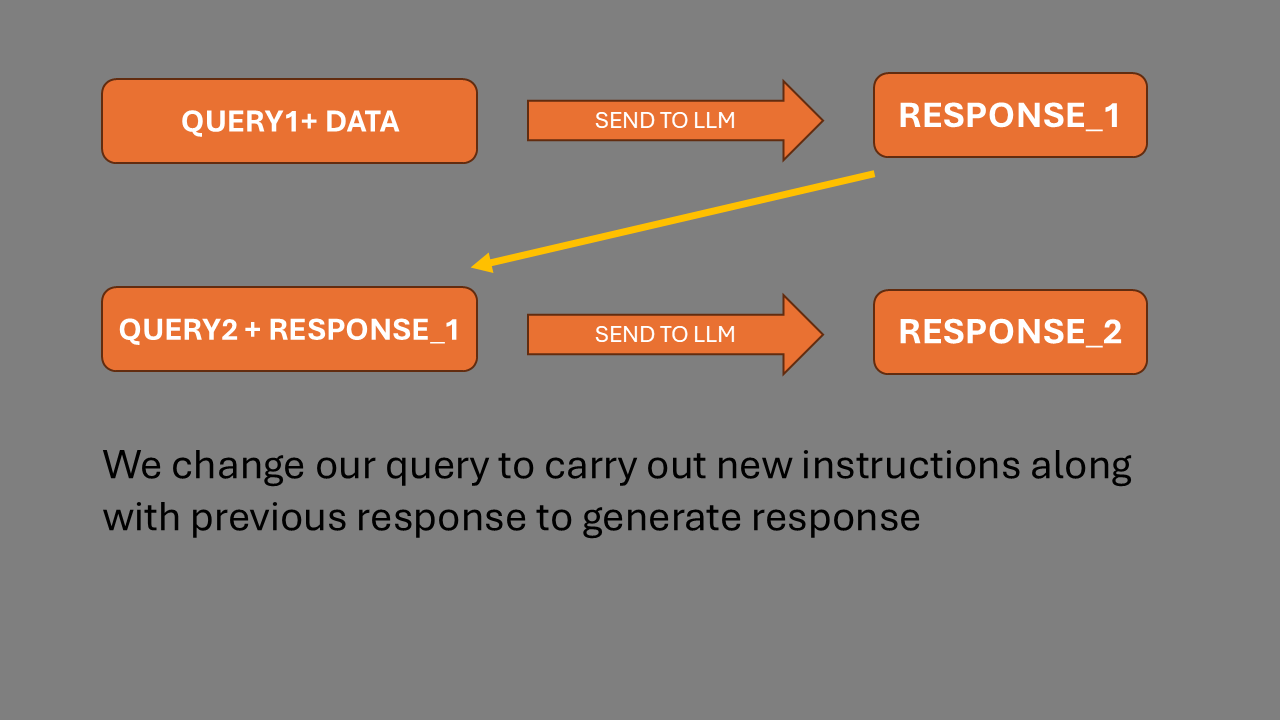 QUERY1+ DATA
SEND TO LLM
RESPONSE_1
QUERY2 + RESPONSE_1
SEND TO LLM
RESPONSE_2
We change our query to carry out new instructions along
with previous response to generate response